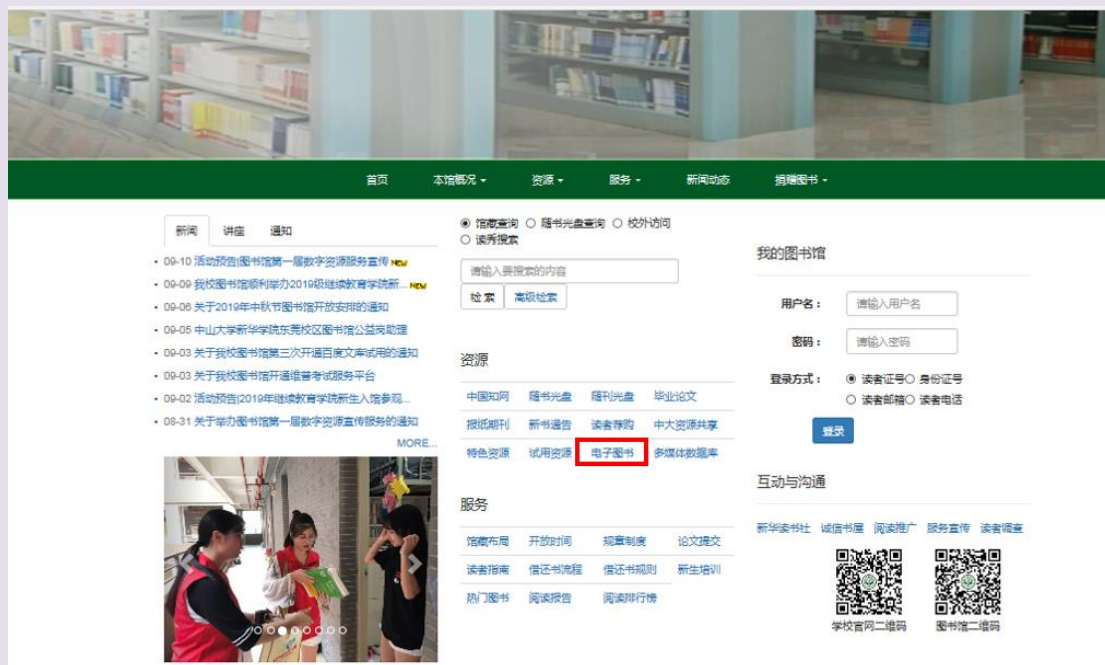 首页 本馆概况 资源 服务 新闻动态 捐赠图书
新闻 讲座 通知
09-10 活动预告|图书馆第一届数字资源服务宣传 NEW
09-09 我校图书馆顺利举办2019级继续教育学院新... NEW
09-06 关于2019年中秋节图书馆开放安排的通知
09-05 中山大学新华学院东莞校区图书馆公益岗助理
09-03 关于我校图书馆第三次开通百度文库试用的通知
09-03 关于我校图书馆开通维普考试服务平台
09-02 活动预告|2019年继续教育学院新生入馆参观...
08-31 关于举办图书馆第一届数字资源宣传服务的通知
MORE...
馆藏查询 随书光盘查询 校外访问
读秀搜索
请输入要搜索的内容
检索 高级检索
资源
中国知网 随书光盘 随刊光盘 毕业论文
报纸期刊 新书通告 读者荐购 中大资源共享
特色资源 试用资源 电子图书 多媒体数据库
服务
馆藏布局 开放时间 规章制度 论文提交
读者指南 借还书流程 借还书规则 新生培训
热门图书 阅读报告 阅读排行榜
我的图书馆
用户名： 请输入用户名
密码： 请输入密码
登录方式： 读者证号 身份证号
读者邮箱 读者电话
登录
互动与沟通
新华读书社 诚信书屋 阅读推广 服务宣传 读者调查
学校官网二维码 图书馆二维码